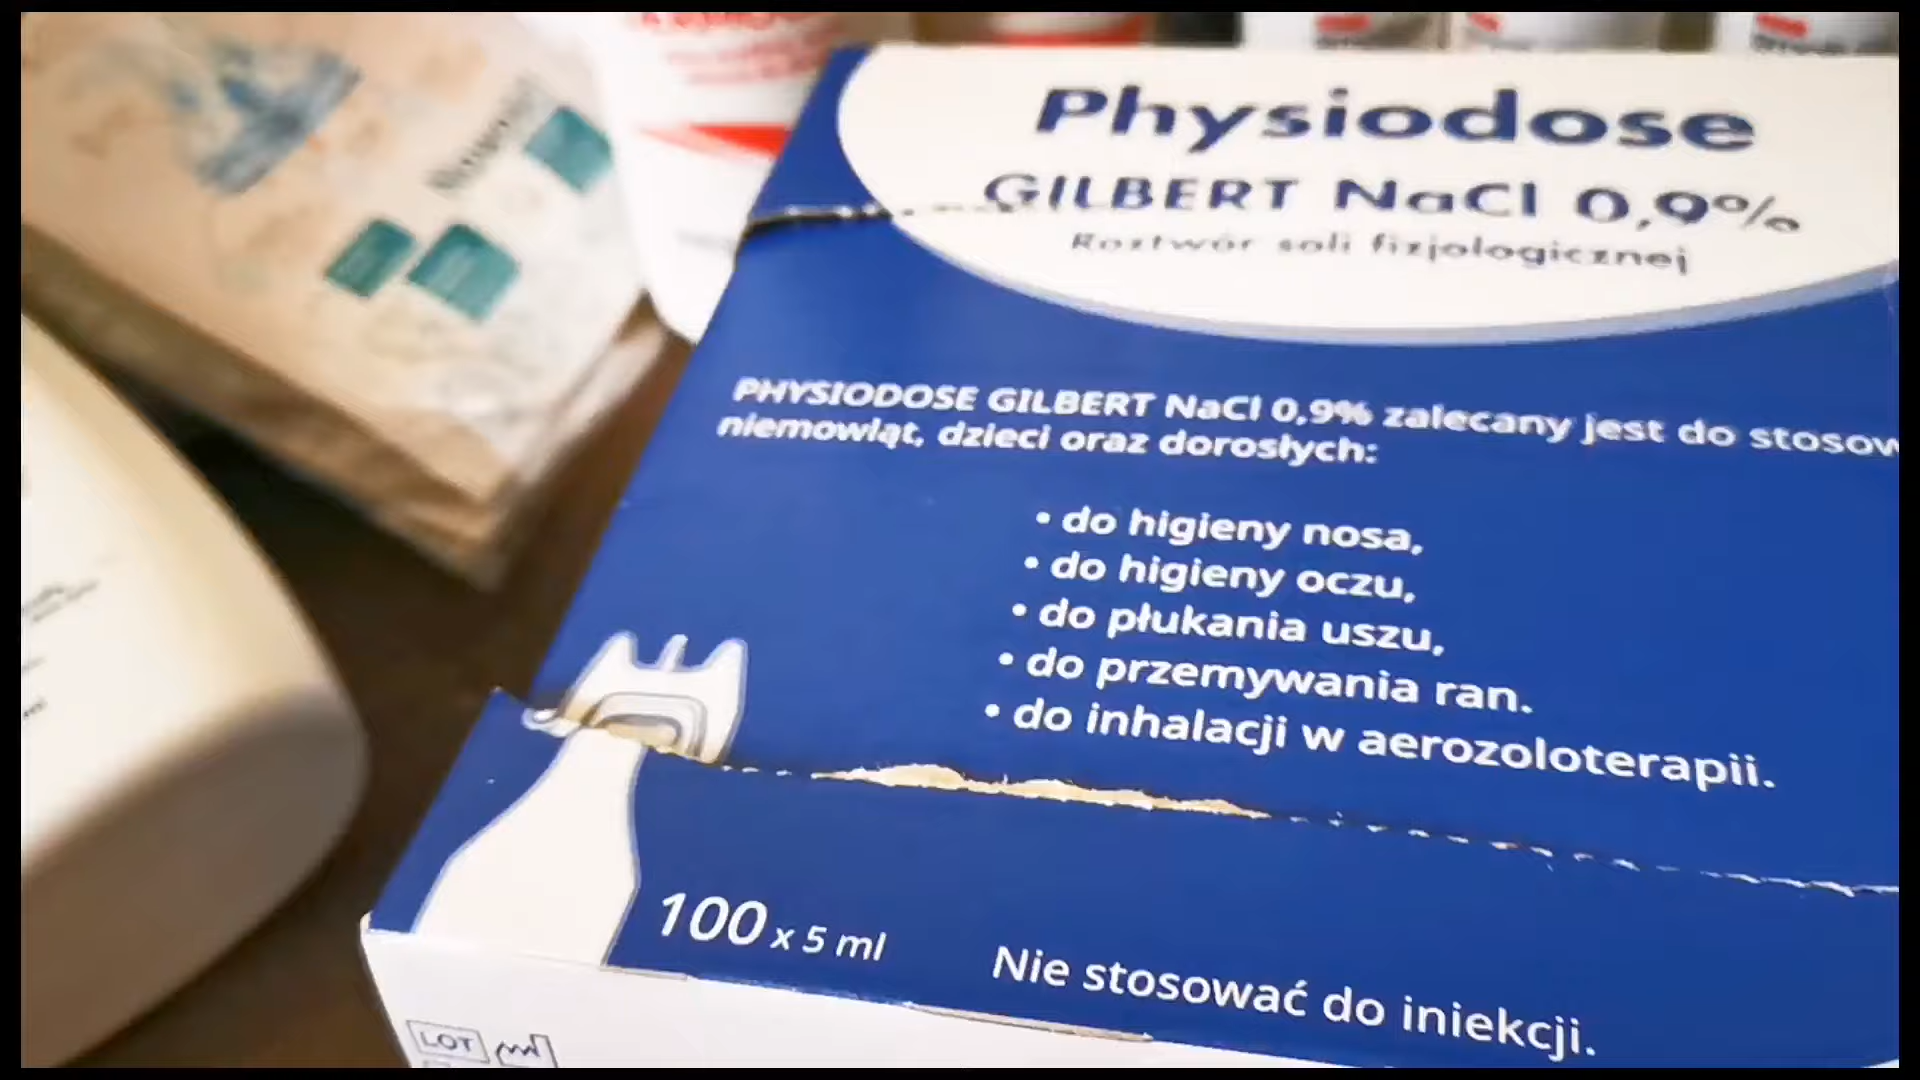 Physiodose
GILBERT NaCl 0,9%
Roztwór soli fizjologicznej
PHYSIODOSE GILBERT NaCl 0,9% zalecany jest do stosow
niemowląt, dzieci oraz dorosłych:
• do higieny nosa,
• do higieny oczu,
• do płukania uszu,
• do przemywania ran.
• do inhalacji w aerozoloterapii.
100 x 5 ml
Nie stosować do iniekcji.
LOT